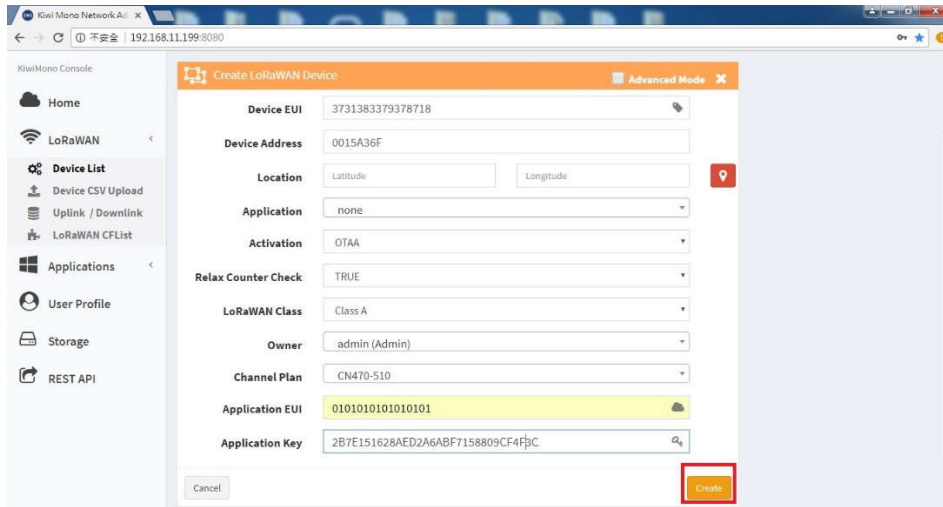 Kiwi Mono Network Ad
不安全 | 192.168.11.199:8080
KiwiMono Console
Home
LoRaWAN
Device List
Device CSV Upload
Uplink / Downlink
LoRaWAN CFList
Applications
User Profile
Storage
REST API
Create LoRaWAN Device
Advanced Mode
Device EUI 3731383379378718
Device Address 0015A36F
Location Latitude Longitude
Application none
Activation OTAA
Relax Counter Check TRUE
LoRaWAN Class Class A
Owner admin (Admin)
Channel Plan CN470-510
Application EUI 0101010101010101
Application Key 2B7E151628AED2A6ABF7158809CF4F3C
Cancel Create